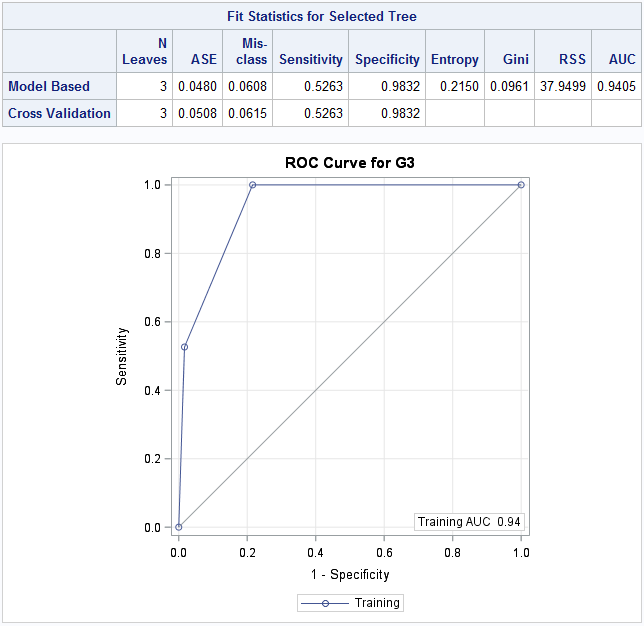 Fit Statistics for Selected Tree
N Leaves ASE Mis-class Sensitivity Specificity Entropy Gini RSS AUC
Model Based 3 0.0480 0.0608 0.5263 0.9832 0.2150 0.0961 37.9499 0.9405
Cross Validation 3 0.0508 0.0615 0.5263 0.9832
ROC Curve for G3
1.0
0.8
0.6
0.4
0.2
0.0
Sensitivity
Training AUC 0.94
0.0 0.2 0.4 0.6 0.8 1.0
1 - Specificity
Training